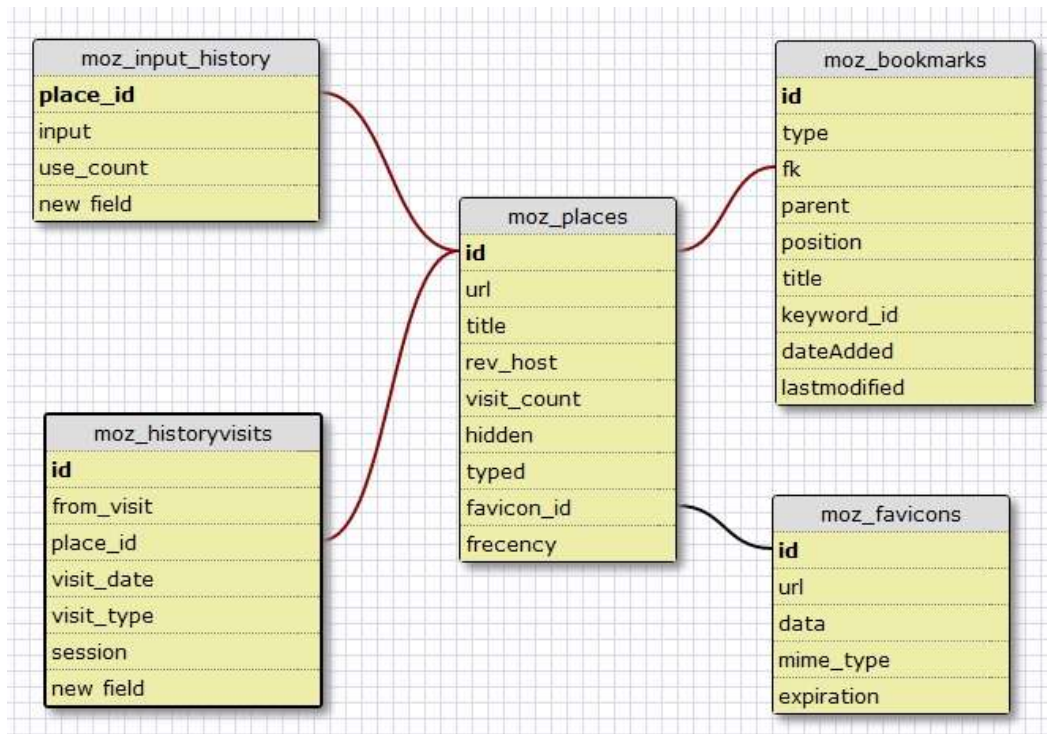 moz_input_history
place_id
input
use_count
new field
moz_historyvisits
id
from_visit
place_id
visit_date
visit_type
session
new field
moz_places
id
url
title
rev_host
visit_count
hidden
typed
favicon_id
frecency
moz_bookmarks
id
type
fk
parent
position
title
keyword_id
dateAdded
lastmodified
moz_favicons
id
url
data
mime_type
expiration